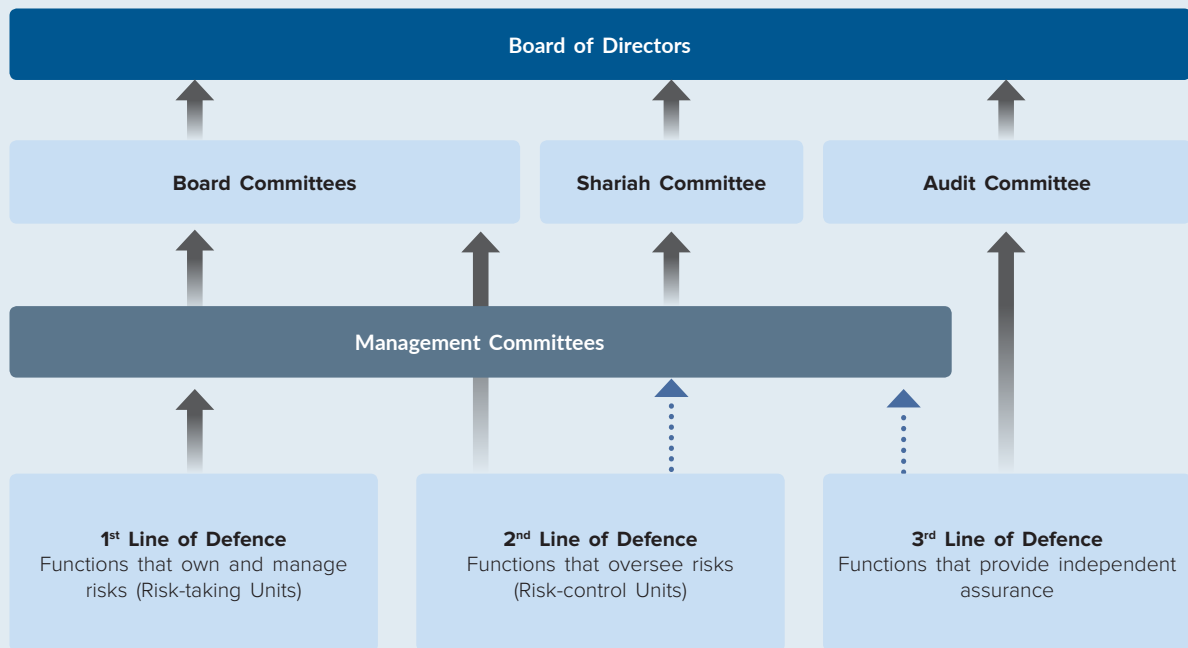 Board of Directors
Board Committees
Shariah Committee
Audit Committee
Management Committees
1st Line of Defence
Functions that own and manage
risks (Risk-taking Units)
2nd Line of Defence
Functions that oversee risks
(Risk-control Units)
3rd Line of Defence
Functions that provide independent
assurance